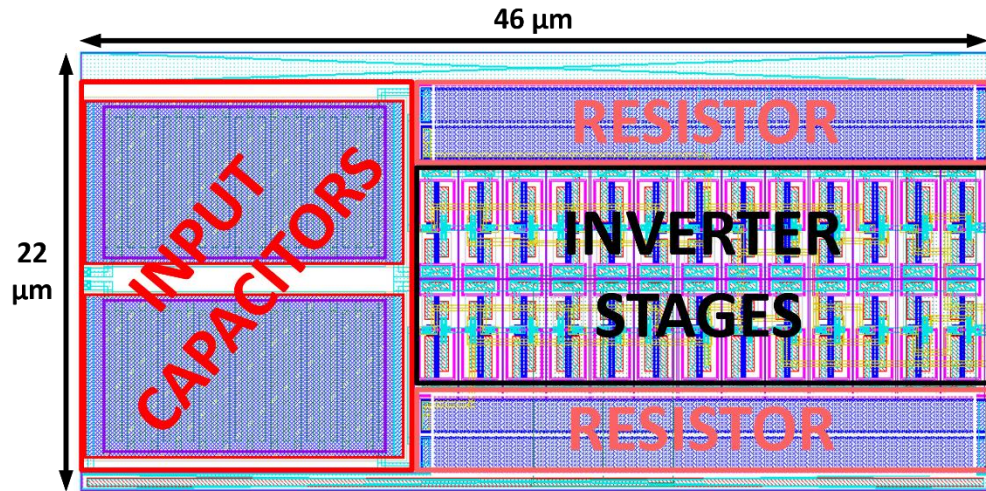 46 µm
22
µm
INPUT
CAPACITORS
RESISTOR
INVERTER
STAGES
RESISTOR